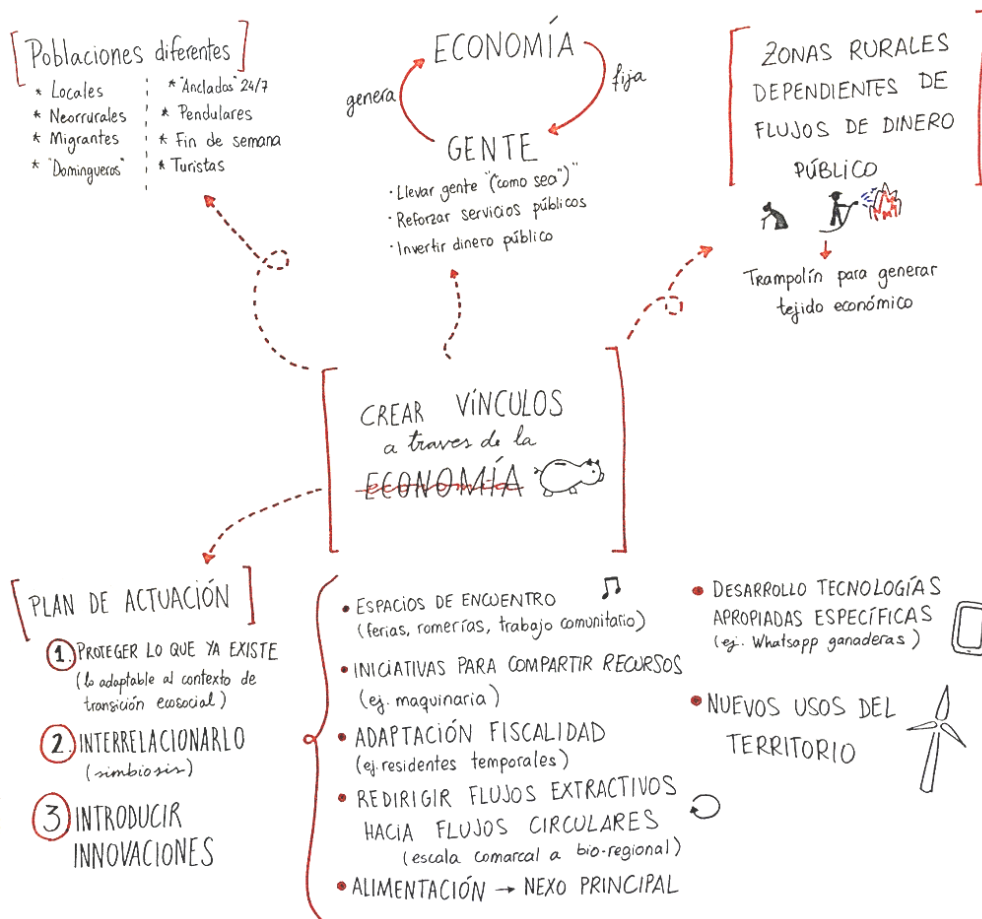 Poblaciones diferentes
* Locales
* Neorrurales
* Migrantes
* "Domingueros"
* "Anclados" 24/7
* Pendulares
* Fin de semana
* Turistas
ECONOMÍA
genera
fija
GENTE
· Llevar gente "(como sea")"
· Reforzar servicios públicos
· Invertir dinero público
ZONAS RURALES
DEPENDIENTES DE
FLUJOS DE DINERO
PÚBLICO
Trampolín para generar
tejido económico
CREAR VÍNCULOS
a traves de la
ECONOMÍA
PLAN DE ACTUACIÓN
1. PROTEGER LO QUE YA EXISTE
(lo adaptable al contexto de
transición ecosocial)
2. INTERRELACIONARLO
(simbiosis)
3 INTRODUCIR
INNOVACIONES
• ESPACIOS DE ENCUENTRO
(ferias, romerías, trabajo comunitario)
• INICIATIVAS PARA COMPARTIR RECURSOS
(ej. maquinaria)
• ADAPTACIÓN FISCALIDAD
(ej. residentes temporales)
• REDIRIGIR FLUJOS EXTRACTIVOS
HACIA FLUJOS CIRCULARES
(escala comarcal a bio-regional)
• ALIMENTACIÓN → NEXO PRINCIPAL
• DESARROLLO TECNOLOGÍAS
APROPIADAS ESPECÍFICAS
(ej. Whatsapp ganaderas)
• NUEVOS USOS DEL
TERRITORIO